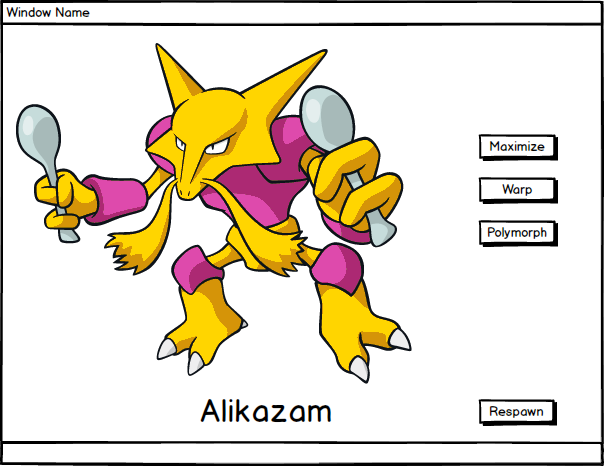 Window Name
Maximize
Warp
Polymorph
Alikazam
Respawn